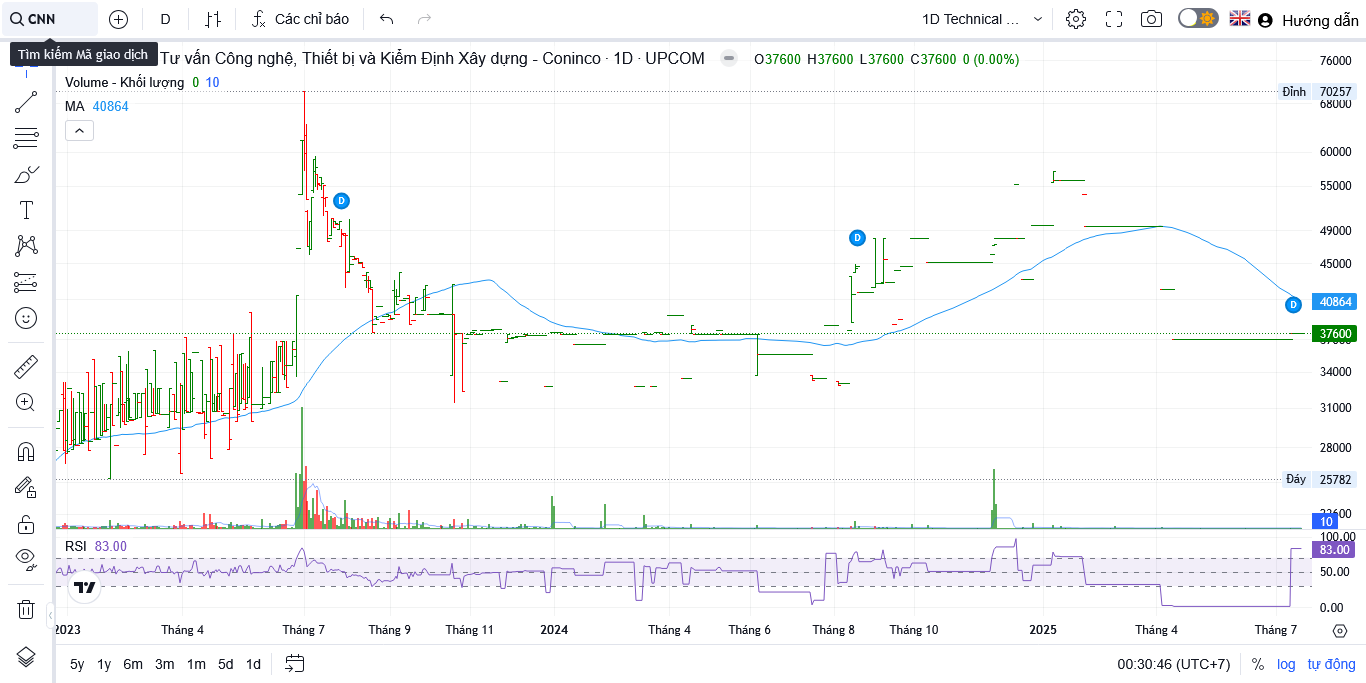 CNN D Các chỉ báo 1D Technical ... Hướng dẫn
Tìm kiếm Mã giao dịch
Tư vấn Công nghệ, Thiết bị và Kiểm Định Xây dựng - Coninco · 1D · UPCOM O37600 H37600 L37600 C37600 0 (0.00%)
Volume - Khối lượng 0 10
MA 40864
76000
Đỉnh 70257
68000
60000
55000
49000
45000
40864
37600
34000
31000
28000
Đáy 25782
10
D
D
D
RSI 83.00
100.00
83.00
50.00
0.00
2023 Tháng 4 Tháng 7 Tháng 9 Tháng 11 2024 Tháng 4 Tháng 6 Tháng 8 Tháng 10 2025 Tháng 4 Tháng 7
5y 1y 6m 3m 1m 5d 1d 00:30:46 (UTC+7) % log tự động